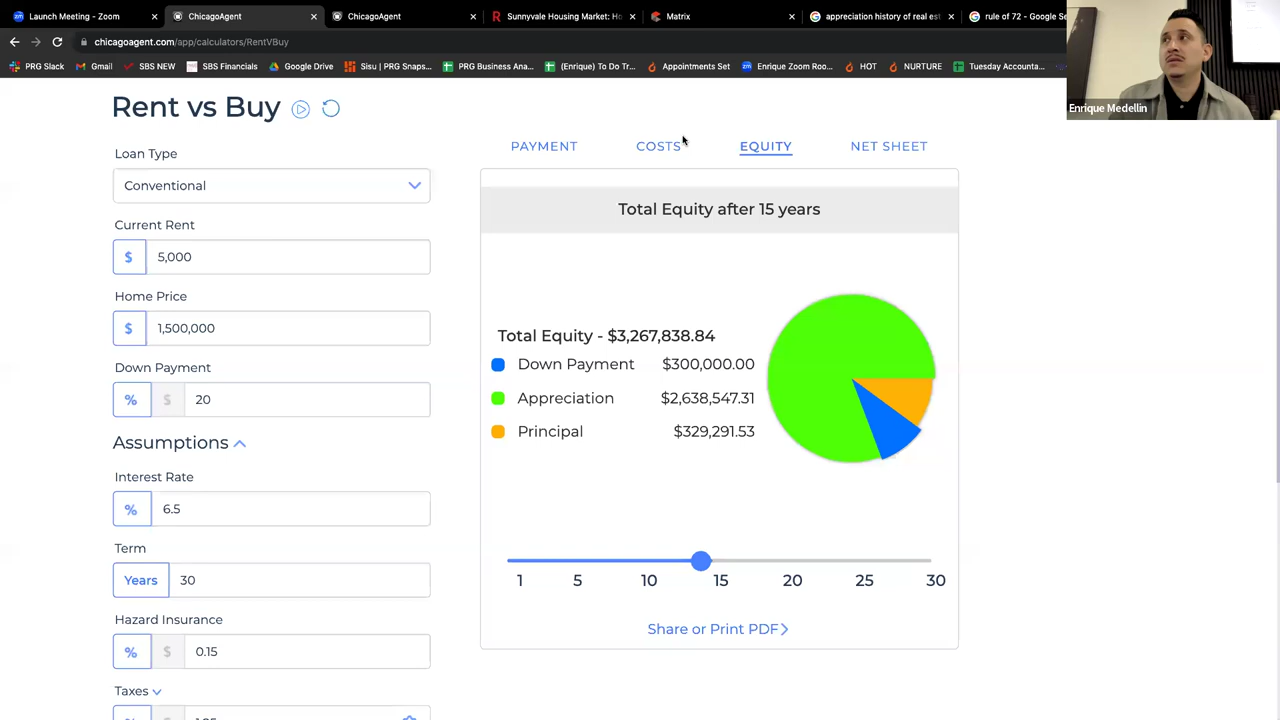 Launch Meeting - Zoom
ChicagoAgent
ChicagoAgent
Sunnyvale Housing Market: Ho
Matrix
appreciation history of real est
rule of 72 - Google Se
chicagoagent.com/app/calculators/RentVBuy
PRG Slack
Gmail
SBS NEW
SBS Financials
Google Drive
Sisu | PRG Snaps...
PRG Business Ana...
(Enrique) To Do Tr...
Appointments Set
Enrique Zoom Roo...
HOT
NURTURE
Tuesday Accounta...
Enrique Medellin
Rent vs Buy
Loan Type
Conventional
Current Rent
$ 5,000
Home Price
$ 1,500,000
Down Payment
% $ 20
Assumptions
Interest Rate
% 6.5
Term
Years 30
Hazard Insurance
% $ 0.15
Taxes
PAYMENT COSTS EQUITY NET SHEET
Total Equity after 15 years
Total Equity - $3,267,838.84
Down Payment $300,000.00
Appreciation $2,638,547.31
Principal $329,291.53
1 5 10 15 20 25 30
Share or Print PDF